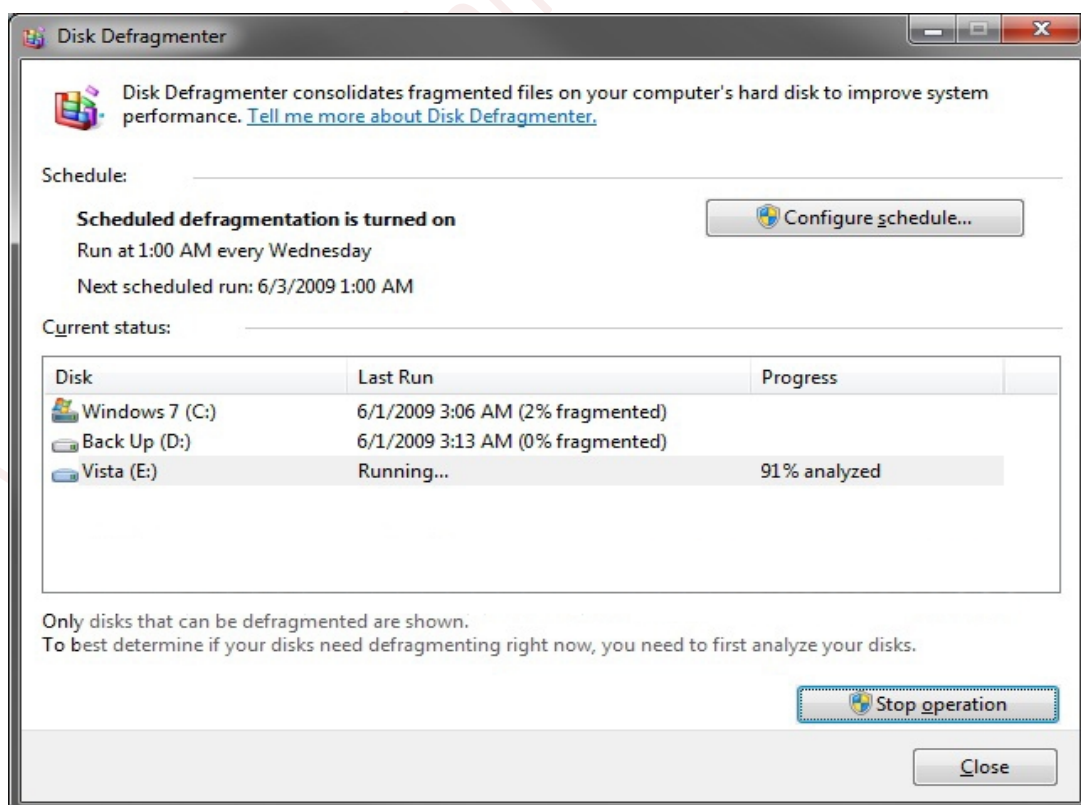 Disk Defragmenter
Disk Defragmenter consolidates fragmented files on your computer's hard disk to improve system
performance. Tell me more about Disk Defragmenter.
Schedule:
Scheduled defragmentation is turned on
Configure schedule...
Run at 1:00 AM every Wednesday
Next scheduled run: 6/3/2009 1:00 AM
Current status:
Disk Last Run Progress
Windows 7 (C:) 6/1/2009 3:06 AM (2% fragmented)
Back Up (D:) 6/1/2009 3:13 AM (0% fragmented)
Vista (E:) Running... 91% analyzed
Only disks that can be defragmented are shown.
To best determine if your disks need defragmenting right now, you need to first analyze your disks.
Stop operation
Close